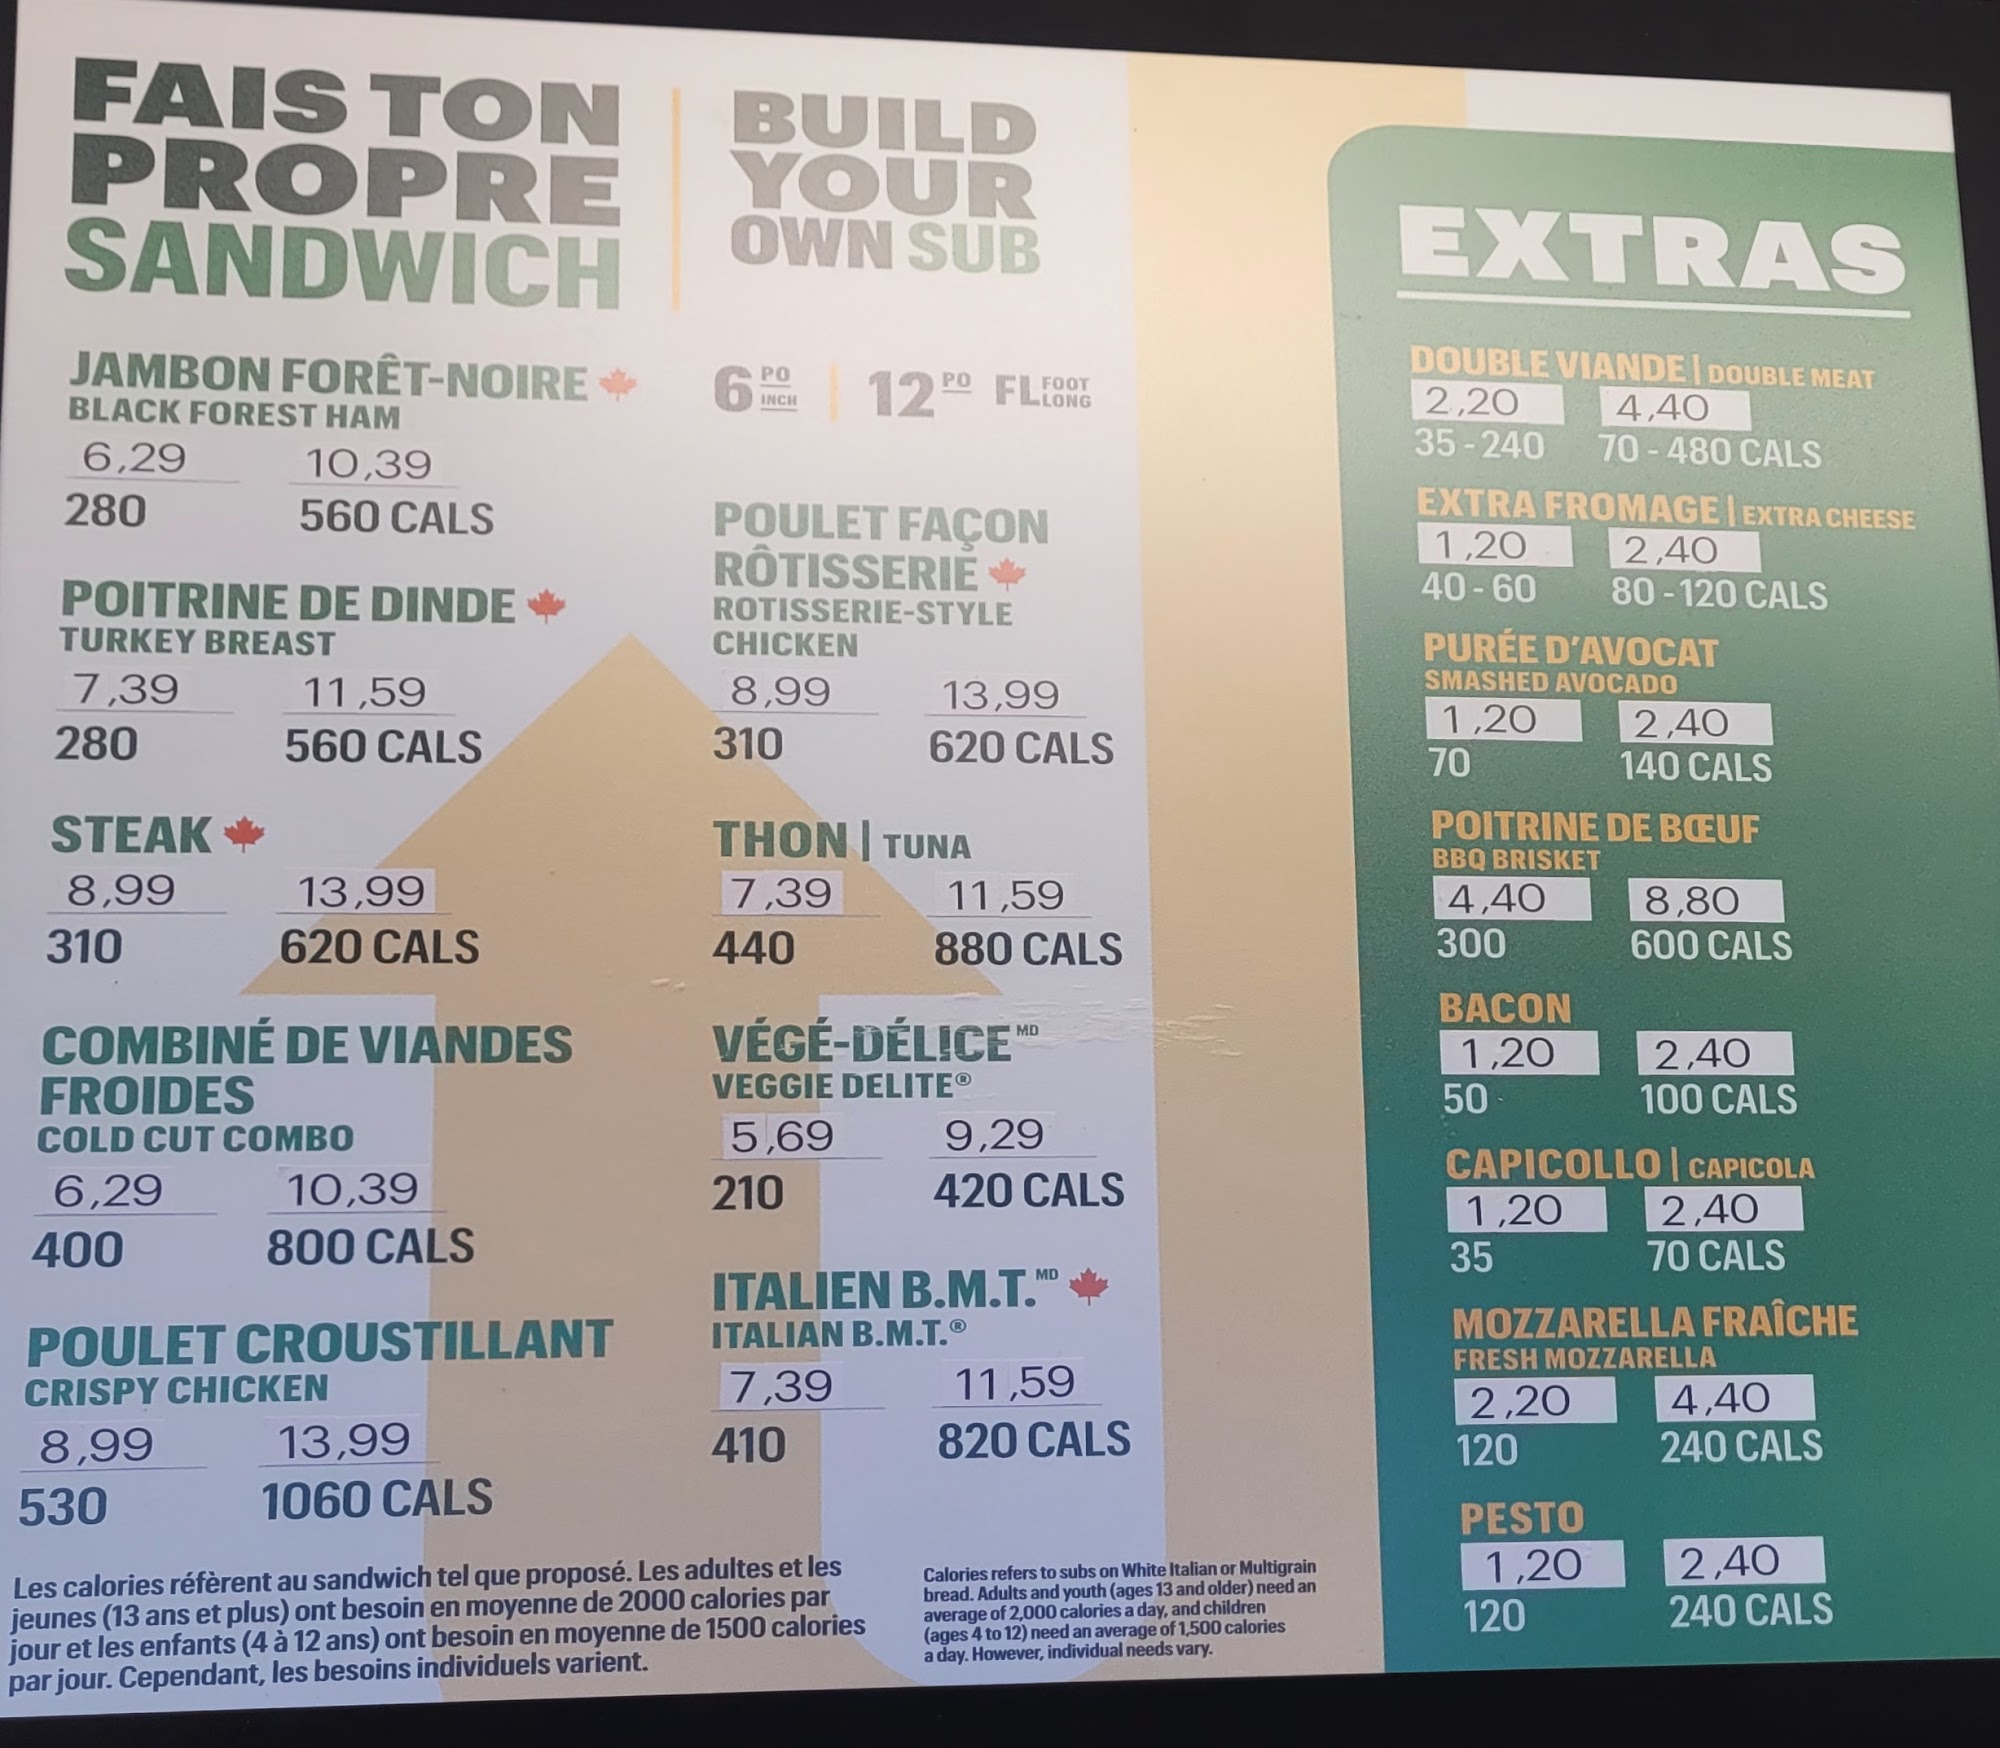 FAIS TON
PROPRE
SANDWICH
BUILD
YOUR
OWN SUB
JAMBON FORÊT-NOIRE
BLACK FOREST HAM
6,29 10,39
280 560 CALS
POITRINE DE DINDE
TURKEY BREAST
7,39 11,59
280 560 CALS
STEAK
8,99 13,99
310 620 CALS
COMBINÉ DE VIANDES
FROIDES
COLD CUT COMBO
6,29 10,39
400 800 CALS
POULET CROUSTILLANT
CRISPY CHICKEN
8,99 13,99
530 1060 CALS
6 PO INCH | 12 PO FL FOOT LONG
POULET FAÇON
RÔTISSERIE
ROTISSERIE-STYLE
CHICKEN
8,99 13,99
310 620 CALS
THON | TUNA
7,39 11,59
440 880 CALS
VÉGÉ-DÉLICE MD
VEGGIE DELITE®
5,69 9,29
210 420 CALS
ITALIEN B.M.T. MD
ITALIAN B.M.T.®
7,39 11,59
410 820 CALS
Les calories réfèrent au sandwich tel que proposé. Les adultes et les
jeunes (13 ans et plus) ont besoin en moyenne de 2000 calories par
jour et les enfants (4 à 12 ans) ont besoin en moyenne de 1500 calories
par jour. Cependant, les besoins individuels varient.
Calories refers to subs on White Italian or Multigrain
bread. Adults and youth (ages 13 and older) need an
average of 2,000 calories a day, and children
(ages 4 to 12) need an average of 1,500 calories
a day. However, individual needs vary.
EXTRAS
DOUBLE VIANDE | DOUBLE MEAT
2,20 4,40
35 - 240 70 - 480 CALS
EXTRA FROMAGE | EXTRA CHEESE
1,20 2,40
40 - 60 80 - 120 CALS
PURÉE D'AVOCAT
SMASHED AVOCADO
1,20 2,40
70 140 CALS
POITRINE DE BŒUF
BBQ BRISKET
4,40 8,80
300 600 CALS
BACON
1,20 2,40
50 100 CALS
CAPICOLLO | CAPICOLA
1,20 2,40
35 70 CALS
MOZZARELLA FRAÎCHE
FRESH MOZZARELLA
2,20 4,40
120 240 CALS
PESTO
1,20 2,40
120 240 CALS